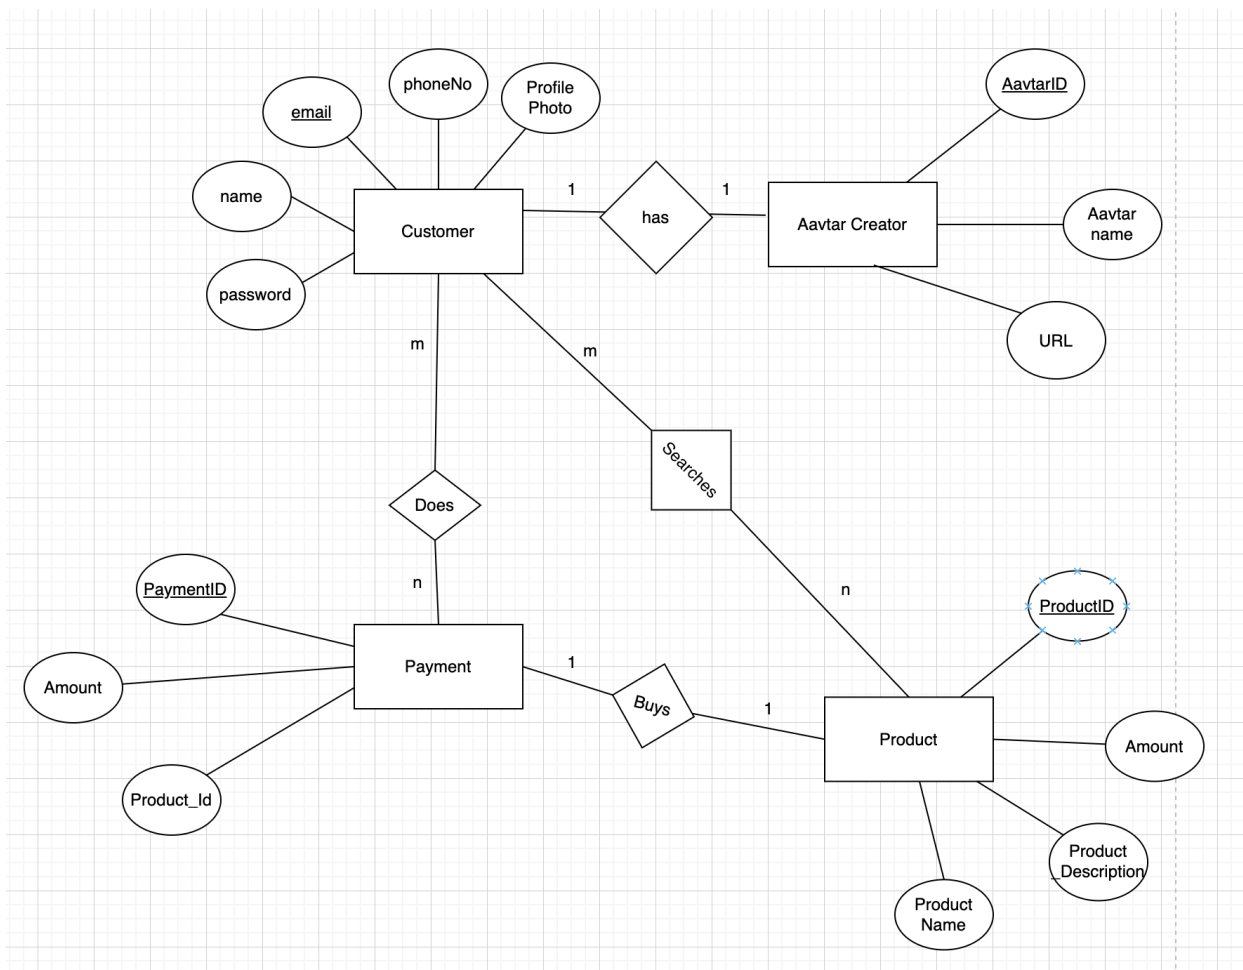 phoneNo
AavtarID
Profile
Photo
email
name
1
1
has
Customer
Aavtar Creator
Aavtar
name
password
URL
m
m
Searches
Does
n
n
PaymentID
ProductID
Payment
1
Amount
Buys
1
Product
Amount
Product_Id
Product
_Description
Product
Name